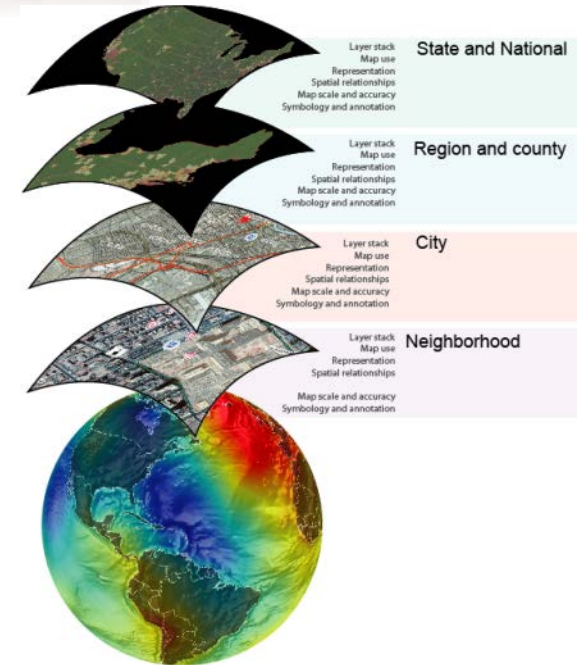 Layer stack
Map use
Representation
Spatial relationships
Map scale and accuracy
Symbology and annotation
State and National
Layer stack
Map use
Representation
Spatial relationships
Map scale and accuracy
Symbology and annotation
Region and county
Layer stack
Map use
Representation
Spatial relationships
Map scale and accuracy
Symbology and annotation
City
Layer stack
Map use
Representation
Spatial relationships
Map scale and accuracy
Symbology and annotation
Neighborhood